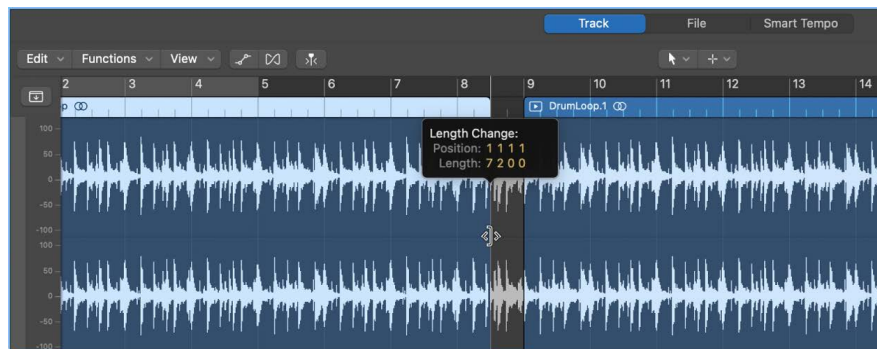 Track File Smart Tempo
Edit Functions View
2 3 4 5 6 7 8 9 10 11 12 13 14
p DrumLoop.1
Length Change:
Position: 1 1 1 1
Length: 7 2 0 0
100
50
0
-50
-100
100
50
0
-50
-100